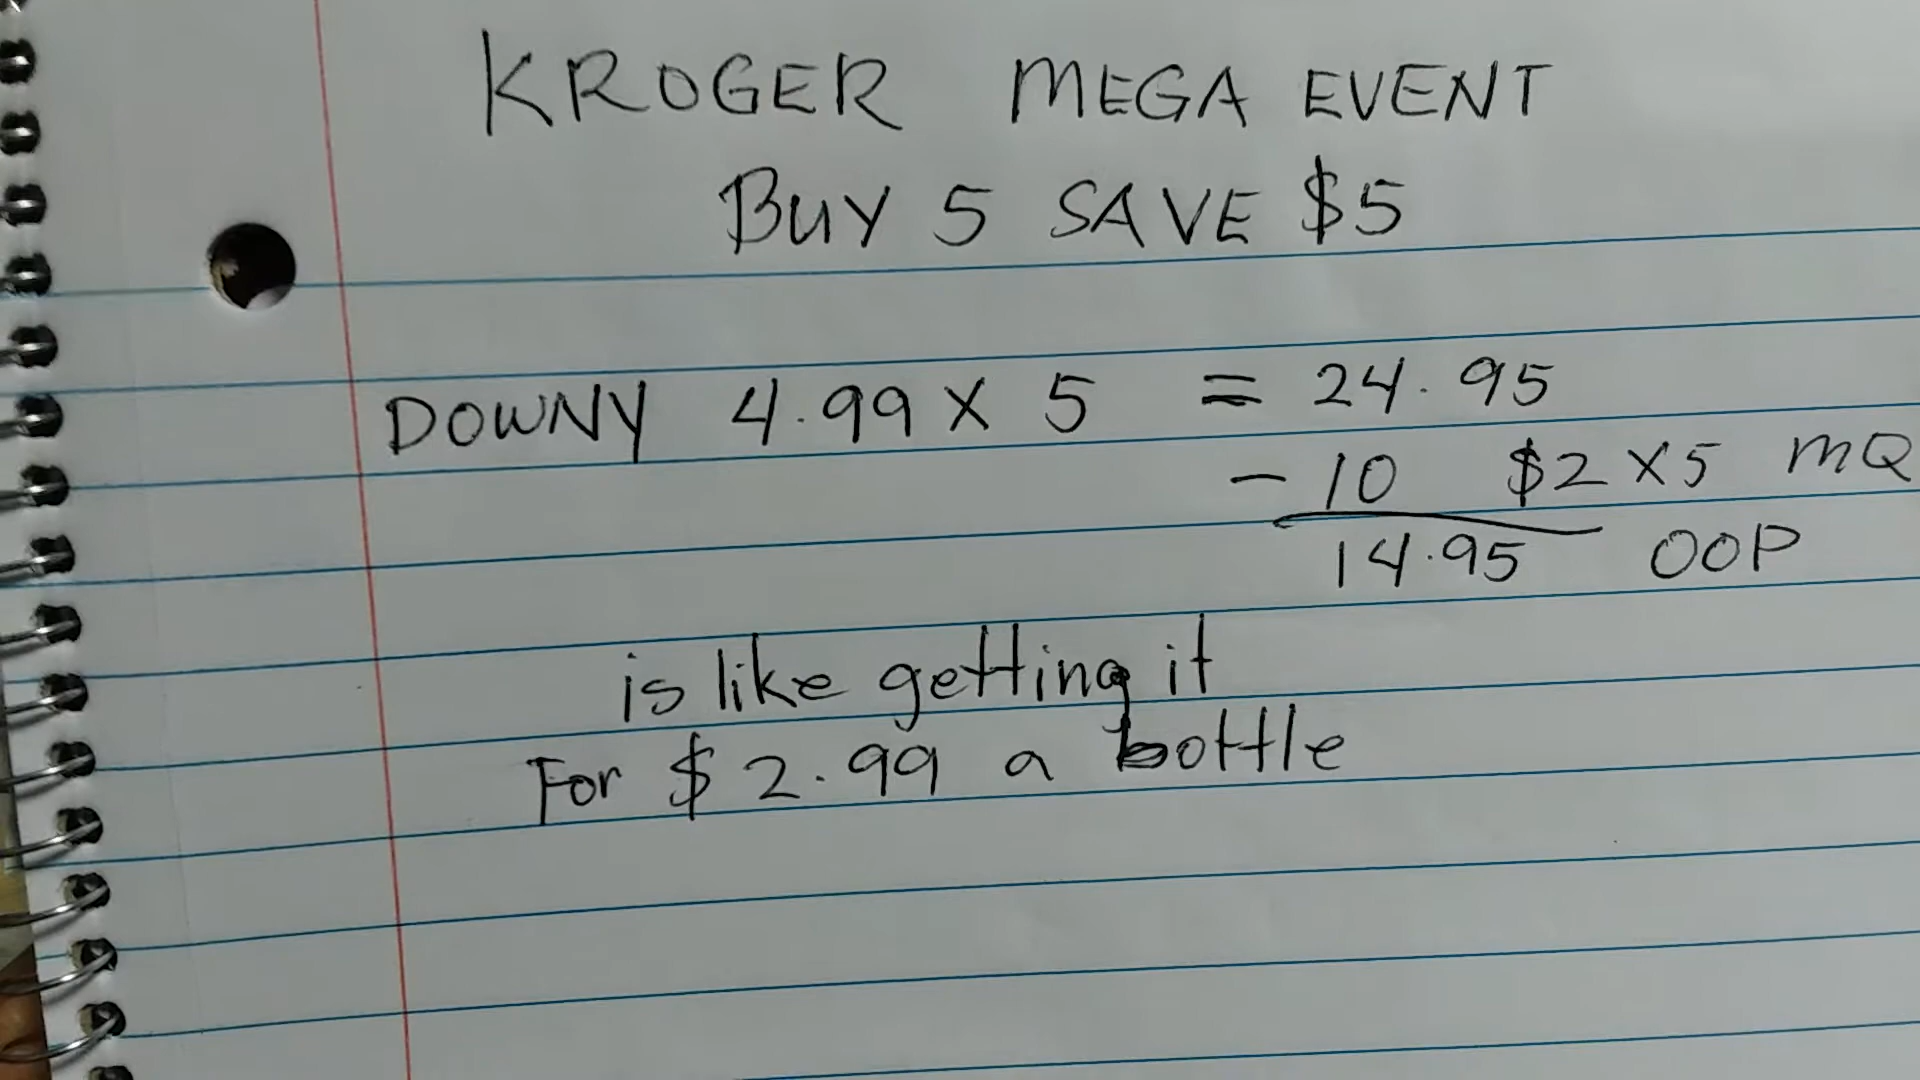 KROGER MEGA EVENT
BUY 5 SAVE $5
DOWNY 4.99 X 5 = 24.95
- 10 $2 X 5 MQ
14.95 OOP
is like getting it
For $2.99 a bottle